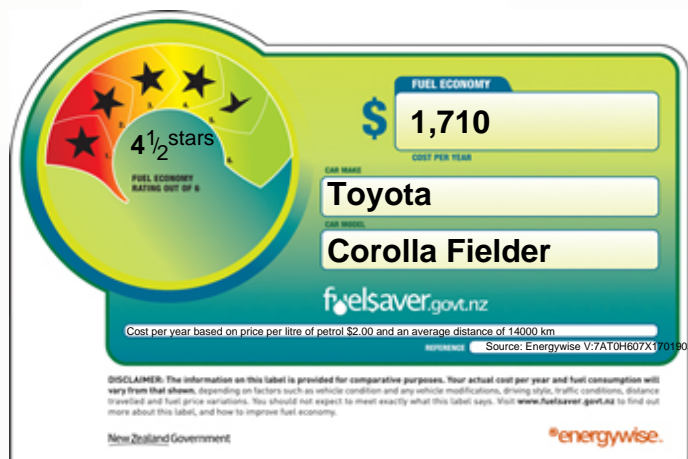 1.
2.
3.
4.
5.
6.
4 1/2 stars
FUEL ECONOMY
RATING OUT OF 6
FUEL ECONOMY
$ 1,710
COST PER YEAR
CAR MAKE
Toyota
CAR MODEL
Corolla Fielder
fuelsaver.govt.nz
Cost per year based on price per litre of petrol $2.00 and an average distance of 14000 km
REFERENCE Source: Energywise V:7AT0H607X170190
DISCLAIMER: The information on this label is provided for comparative purposes. Your actual cost per year and fuel consumption will
vary from that shown, depending on factors such as vehicle condition and any vehicle modifications, driving style, traffic conditions, distance
travelled and fuel price variations. You should not expect to meet exactly what this label says. Visit www.fuelsaver.govt.nz to find out
more about this label, and how to improve fuel economy.
New Zealand Government
energywise.